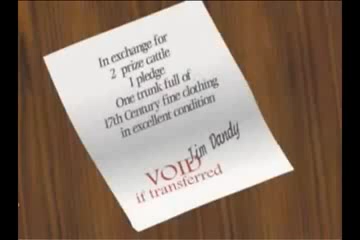 In exchange for
2 prize cattle
1 pledge
One trunk full of
17th Century fine clothing
in excellent condition
Jim Dandy
VOID
if transferred